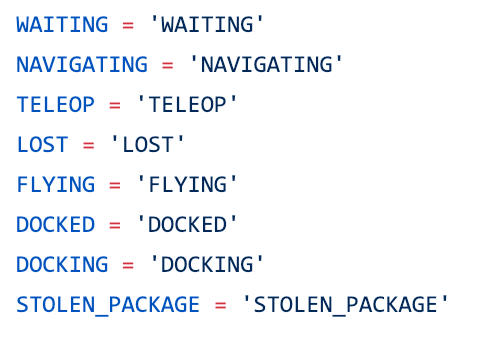 WAITING = 'WAITING'
NAVIGATING = 'NAVIGATING'
TELEOP = 'TELEOP'
LOST = 'LOST'
FLYING = 'FLYING'
DOCKED = 'DOCKED'
DOCKING = 'DOCKING'
STOLEN_PACKAGE = 'STOLEN_PACKAGE'